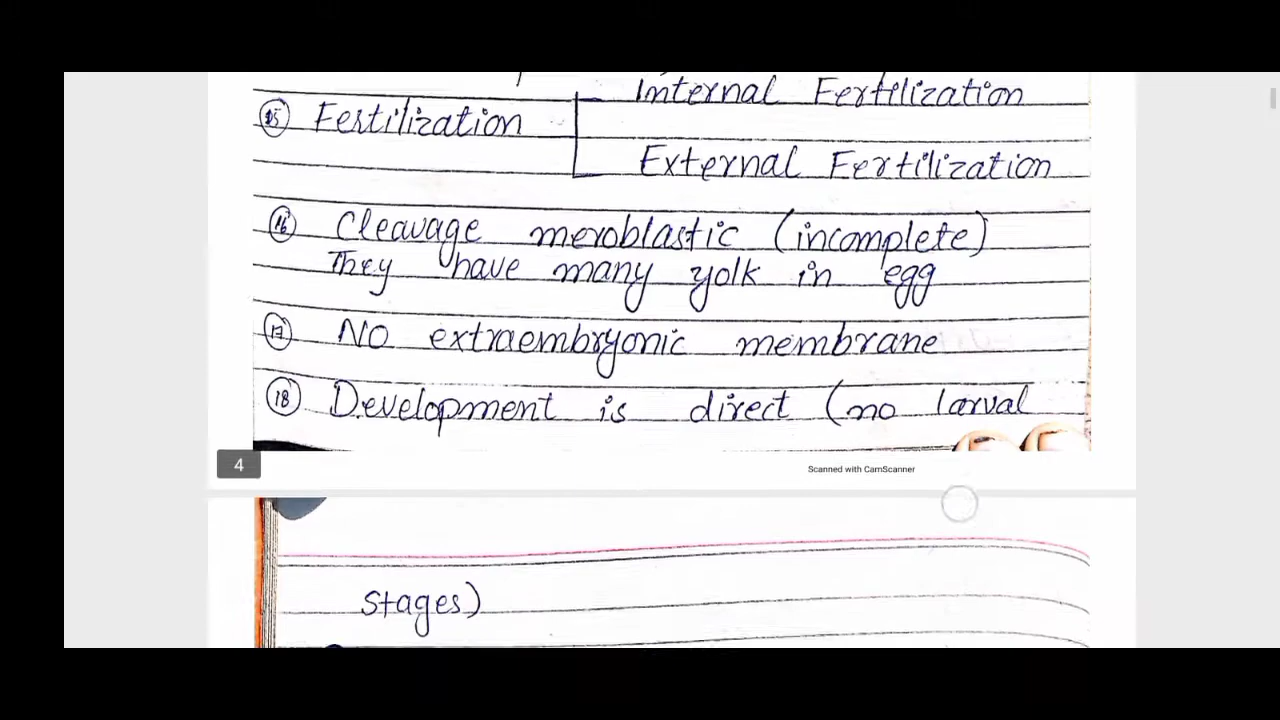 Internal Fertilization
15 Fertilization
External Fertilization
16 Cleavage meroblastic (incomplete)
They have many yolk in egg
17 No extraembryonic membrane
18 Development is direct (no larval
4
Scanned with CamScanner
stages)